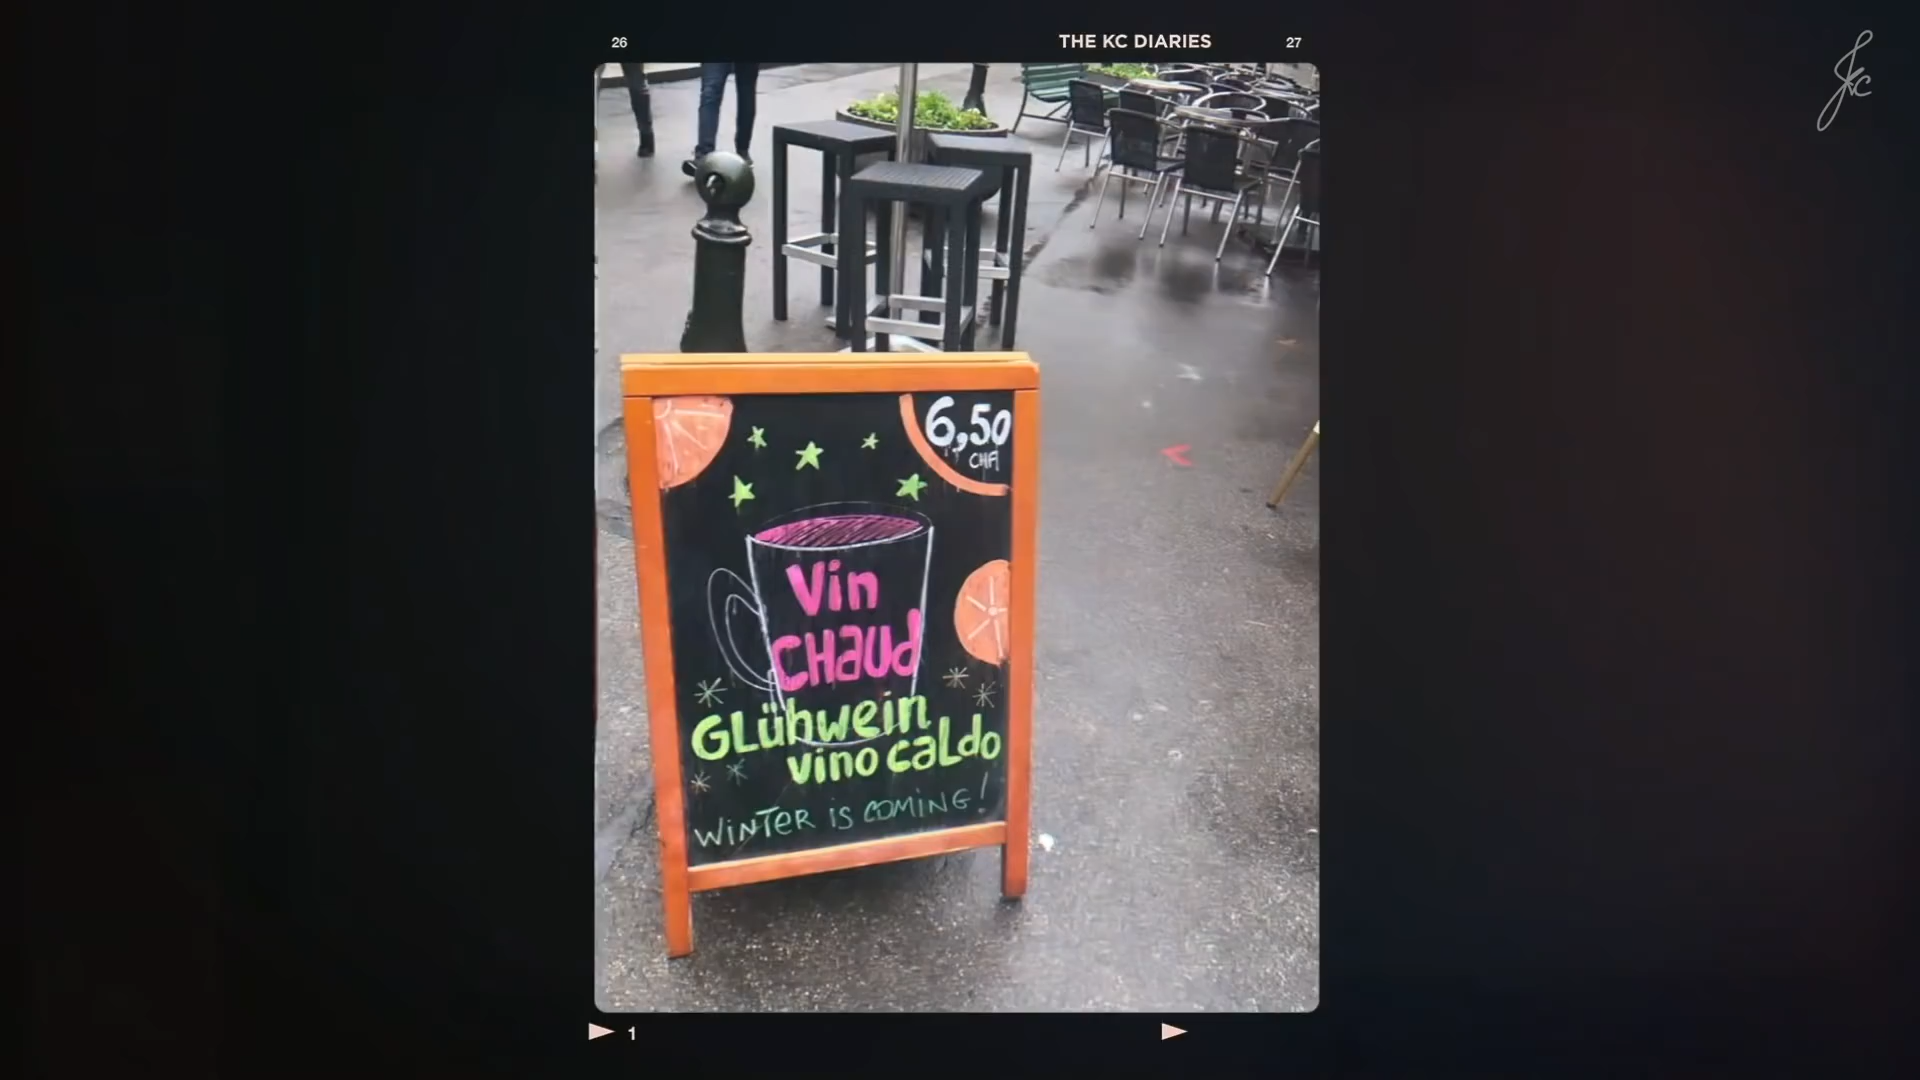 26 THE KC DIARIES 27
6,50
CHF
Vin
CHaud
GLühwein
vino caLdo
WiNTeR iS COMiNG!
1